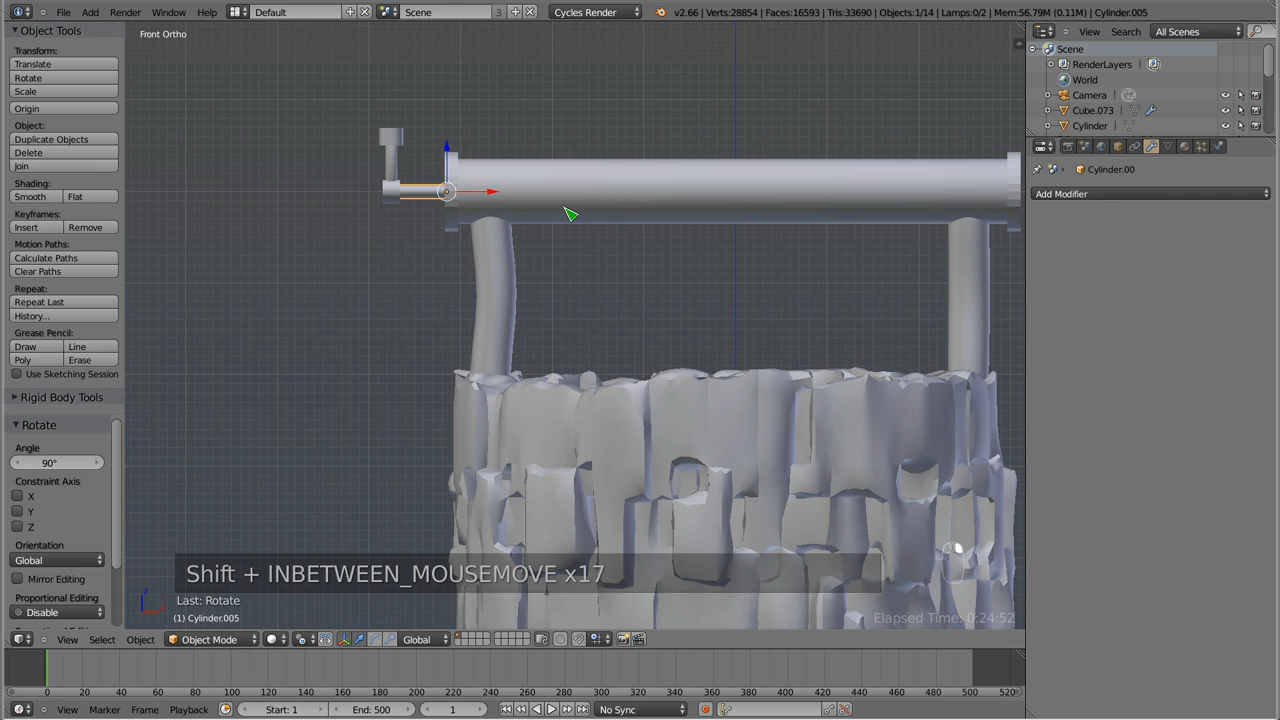 File Add Render Window Help Default Scene 3 Cycles Render v2.66 | Verts:28854 | Faces:16593 | Tris:33690 | Objects:1/14 | Lamps:0/2 | Mem:56.79M (0.11M) | Cylinder.005
Object Tools
Transform:
Translate
Rotate
Scale
Origin
Object:
Duplicate Objects
Delete
Join
Shading:
Smooth Flat
Keyframes:
Insert Remove
Motion Paths:
Calculate Paths
Clear Paths
Repeat:
Repeat Last
History...
Grease Pencil:
Draw Line
Poly Erase
Use Sketching Session
Rigid Body Tools
Rotate
Angle
90°
Constraint Axis
X
Y
Z
Orientation
Global
Mirror Editing
Proportional Editing
Disable
Front Ortho
Shift + INBETWEEN_MOUSEMOVE x17
Last: Rotate
(1) Cylinder.005
Elapsed Time: 0:24:52
View Search All Scenes
Scene
RenderLayers
World
Camera
Cube.073
Cylinder
Cylinder.00
Add Modifier
View Select Object Object Mode Global
0 20 40 60 80 100 120 140 160 180 200 220 240 260 280 300 320 340 360 380 400 420 440 460 480 500 520
View Marker Frame Playback Start: 1 End: 500 1 No Sync